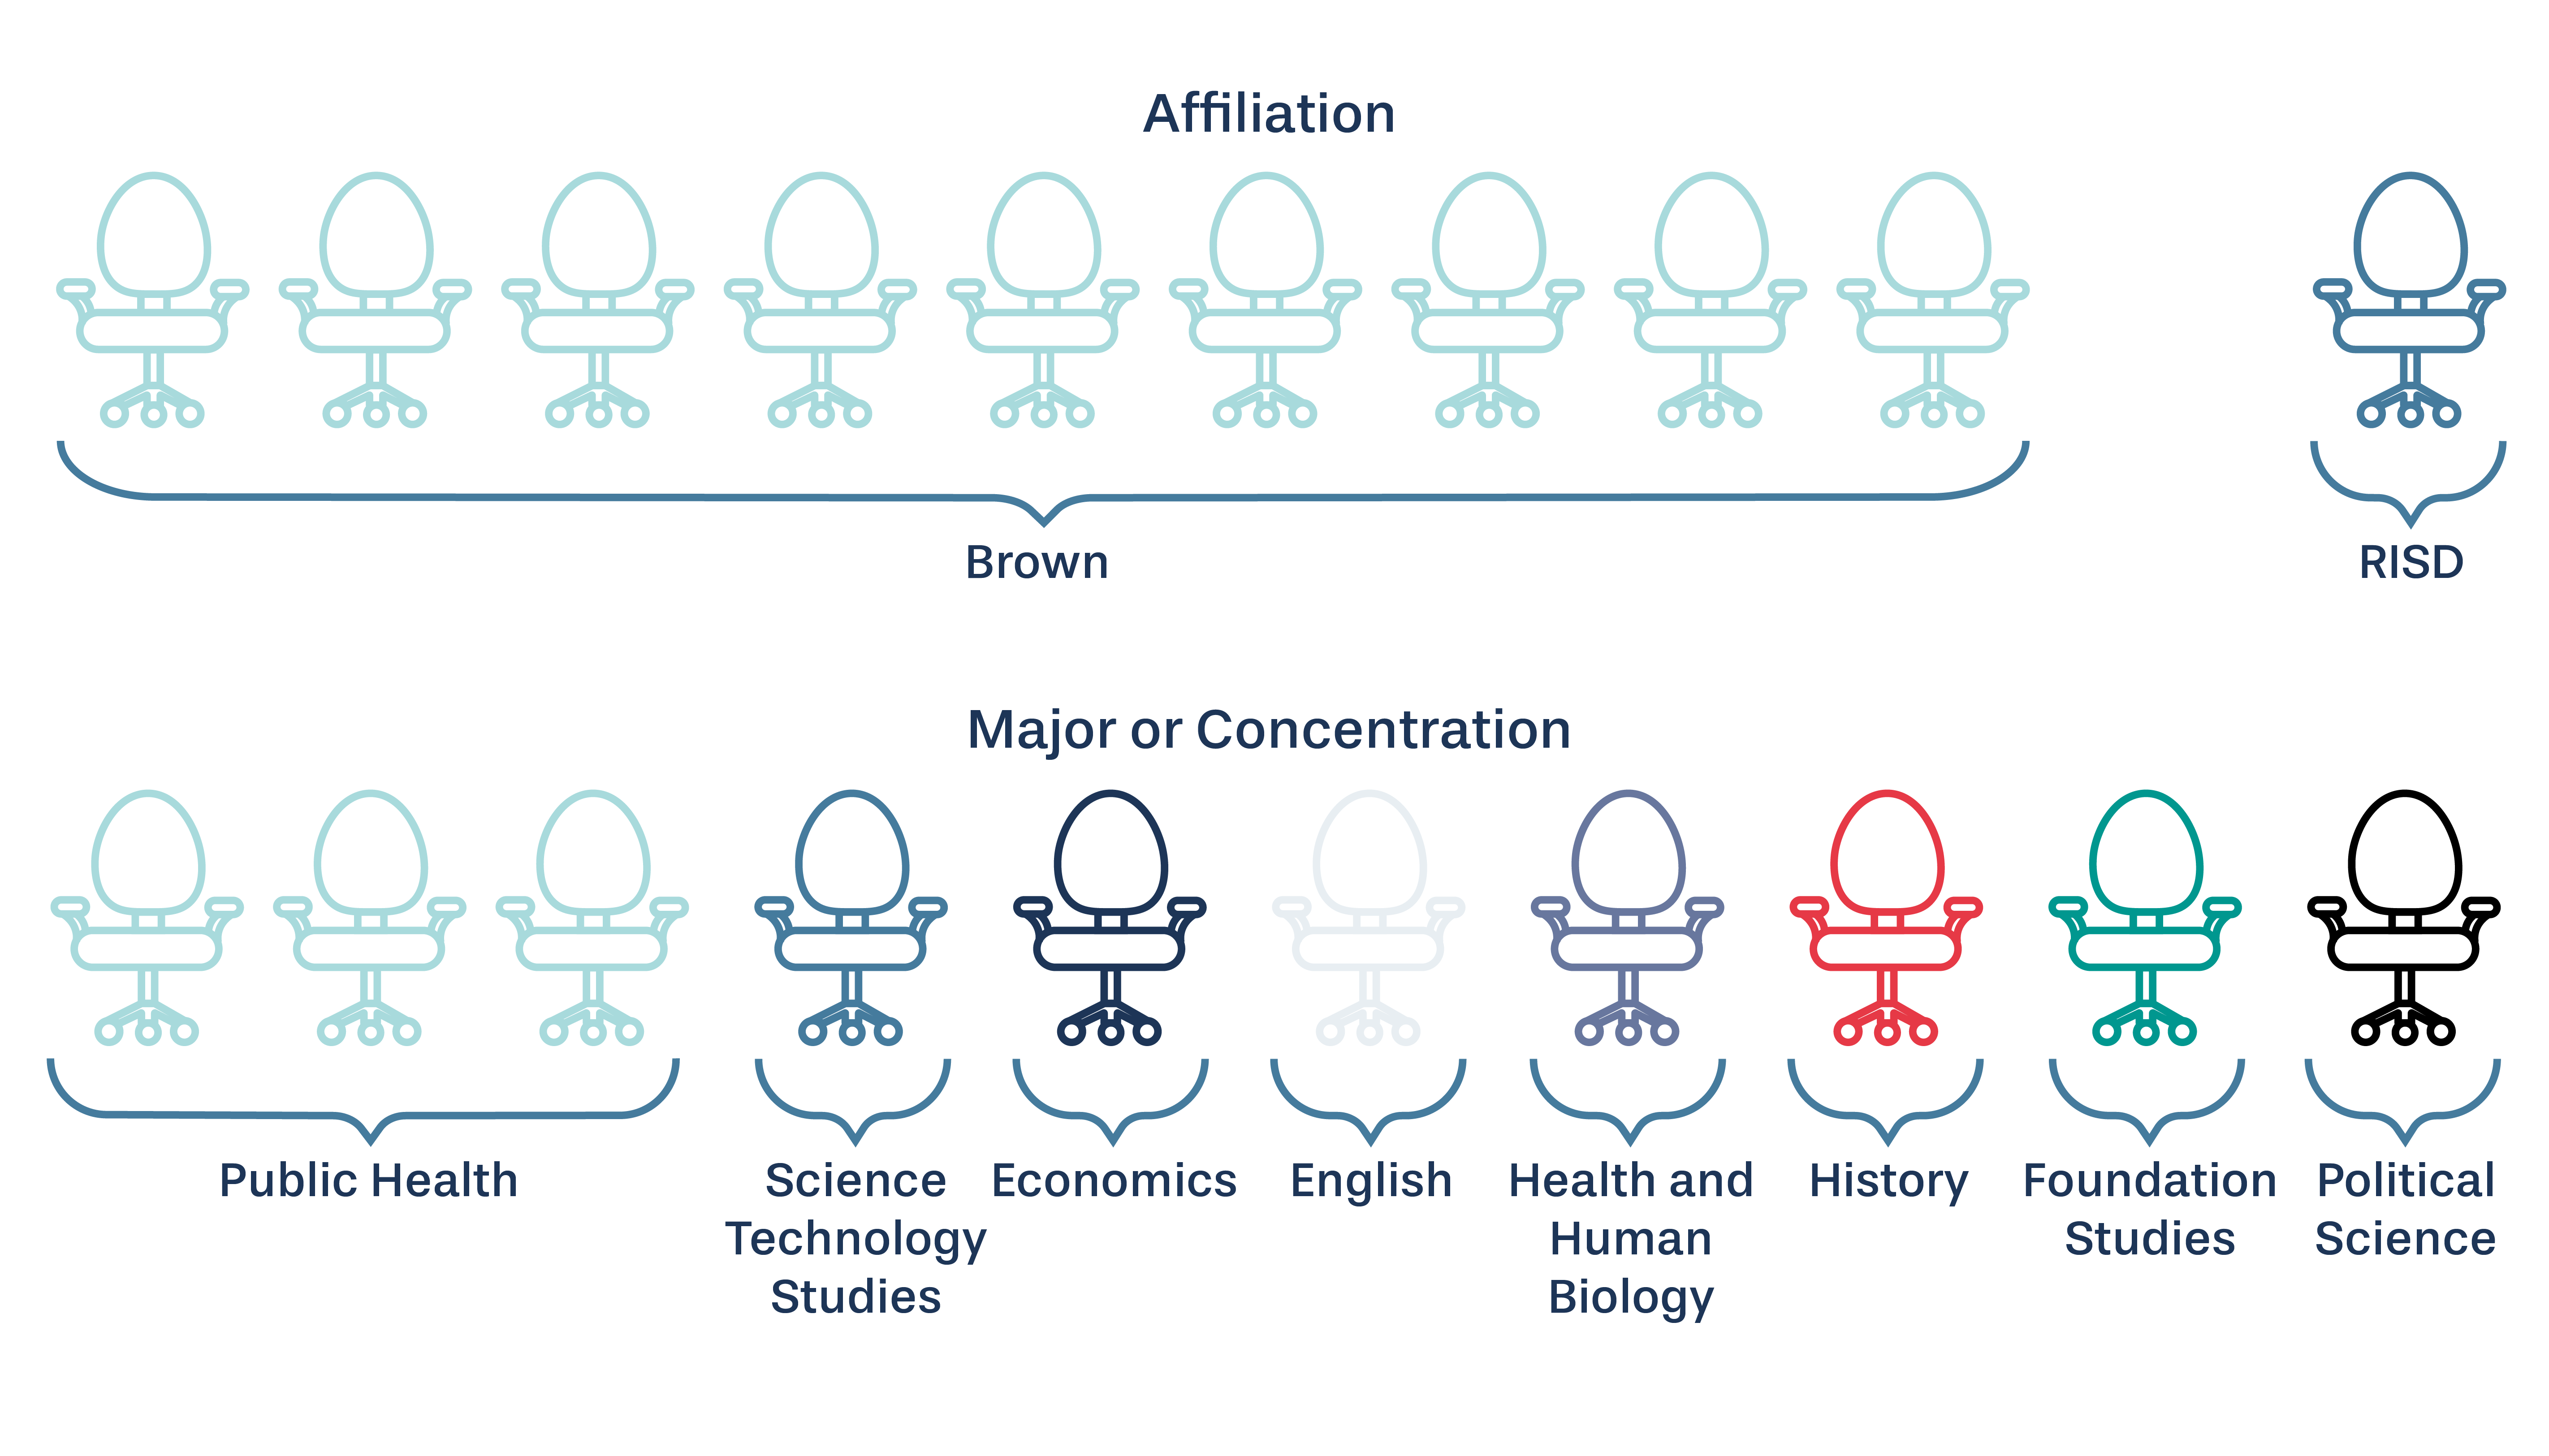 Affiliation
Brown
RISD
Major or Concentration
Public Health
Science
Technology
Studies
Economics
English
Health and
Human
Biology
History
Foundation
Studies
Political
Science